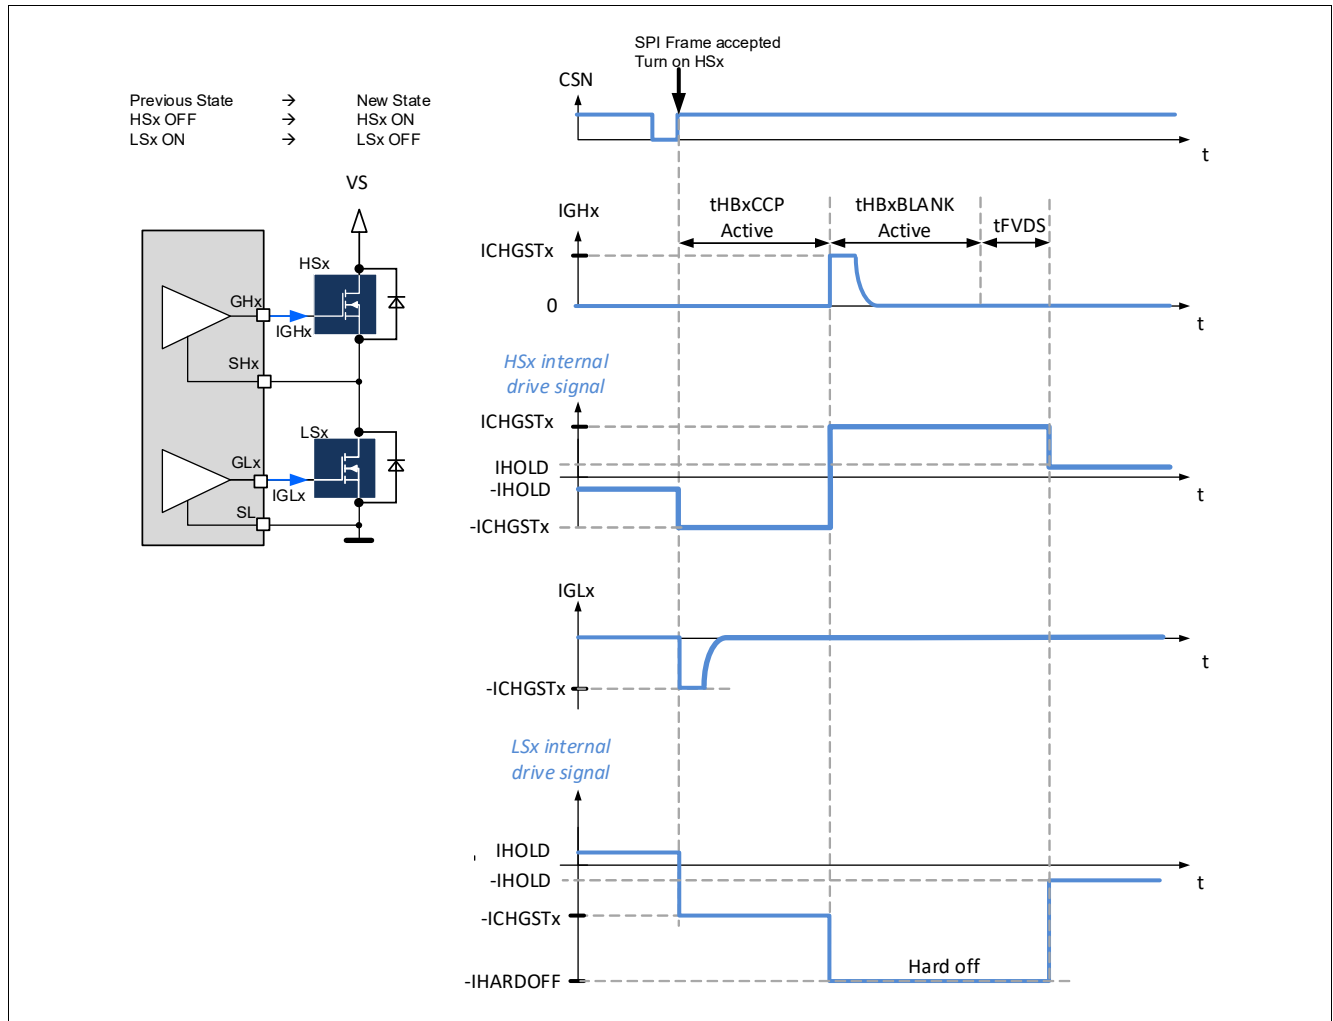 SPI Frame accepted
Turn on HSx
CSN
t
Previous State → New State
HSx OFF → HSx ON
LSx ON → LSx OFF
VS
HSx
GHx
IGHx
SHx
LSx
GLx
IGLx
SL
IGHx
tHBxCCP
Active
tHBxBLANK
Active
tFVDS
ICHGSTx
0
t
HSx internal
drive signal
ICHGSTx
IHOLD
-IHOLD
-ICHGSTx
t
IGLx
-ICHGSTx
t
LSx internal
drive signal
IHOLD
-IHOLD
-ICHGSTx
-IHARDOFF
Hard off
t